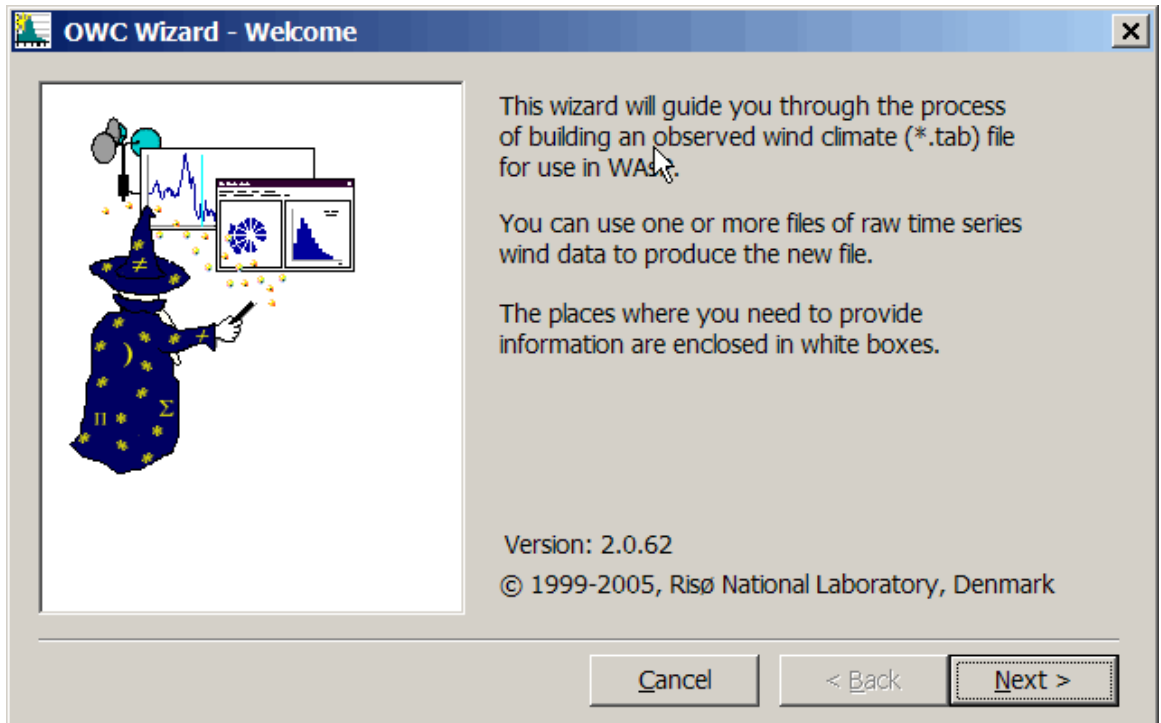 OWC Wizard - Welcome
This wizard will guide you through the process
of building an observed wind climate (*.tab) file
for use in
You can use one or more files of raw time series
wind data to produce the new file.
The places where you need to provide
information are enclosed in white boxes.
≠
≠
)
Π
Σ
Version: 2.0.62
© 1999-2005, Risø National Laboratory, Denmark
Cancel
< Back
Next >